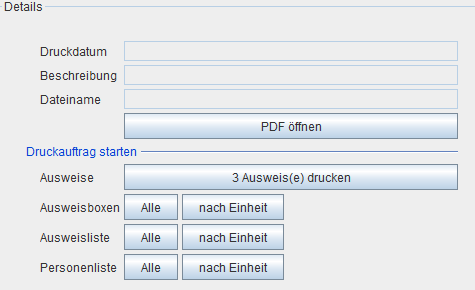 Details
Druckdatum
Beschreibung
Dateiname
PDF öffnen
Druckauftrag starten
Ausweise 3 Ausweis(e) drucken
Ausweisboxen Alle nach Einheit
Ausweisliste Alle nach Einheit
Personenliste Alle nach Einheit